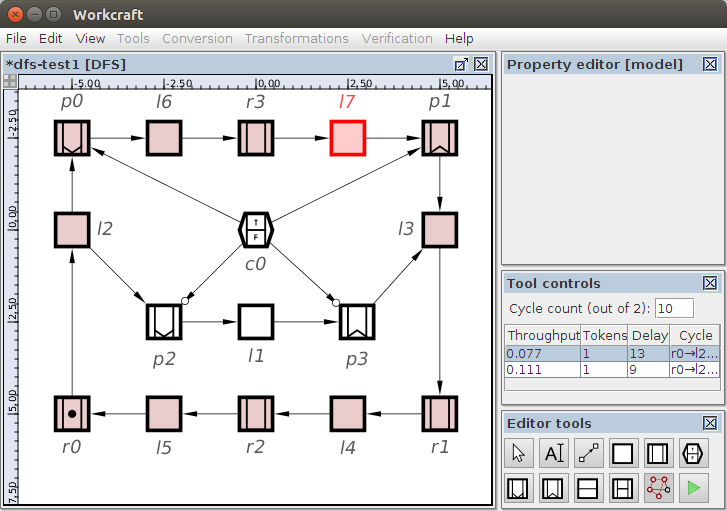 Workcraft
File Edit View Tools Conversion Transformations Verification Help
*dfs-test1 [DFS]
Property editor [model]
-5,00 -2,50 0,00 2,50 5,00
-2,50
0,00
2,50
5,00
7,50
p0 l6 r3 l7 p1
l2 T F l3
c0
p2 l1 p3
r0 l5 r2 l4 r1
Tool controls
Cycle count (out of 2): 10
Throughput Tokens Delay Cycle
0.077 1 13 r0→l2...
0.111 1 9 r0→l2...
Editor tools
A
T F